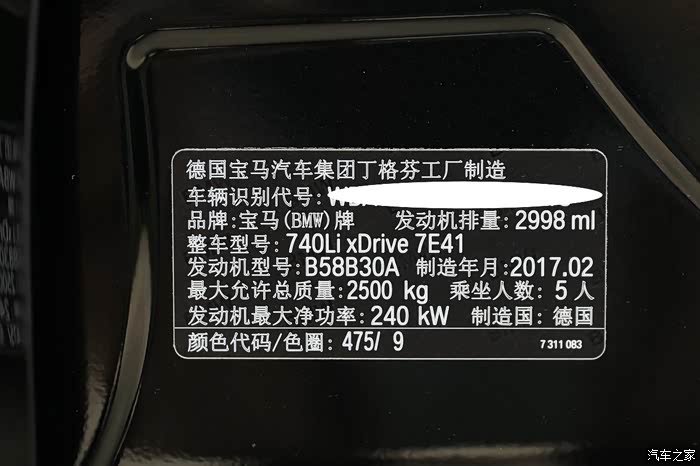 德国宝马汽车集团丁格芬工厂制造
车辆识别代号:
品牌:宝马(BMW)牌 发动机排量:2998 ml
整车型号:740Li xDrive 7E41
发动机型号:B58B30A 制造年月:2017.02
最大允许总质量:2500 kg 乘坐人数:5人
发动机最大净功率:240 kW 制造国:德国
颜色代码/色圈:475/ 9 7 311 083
汽车之家